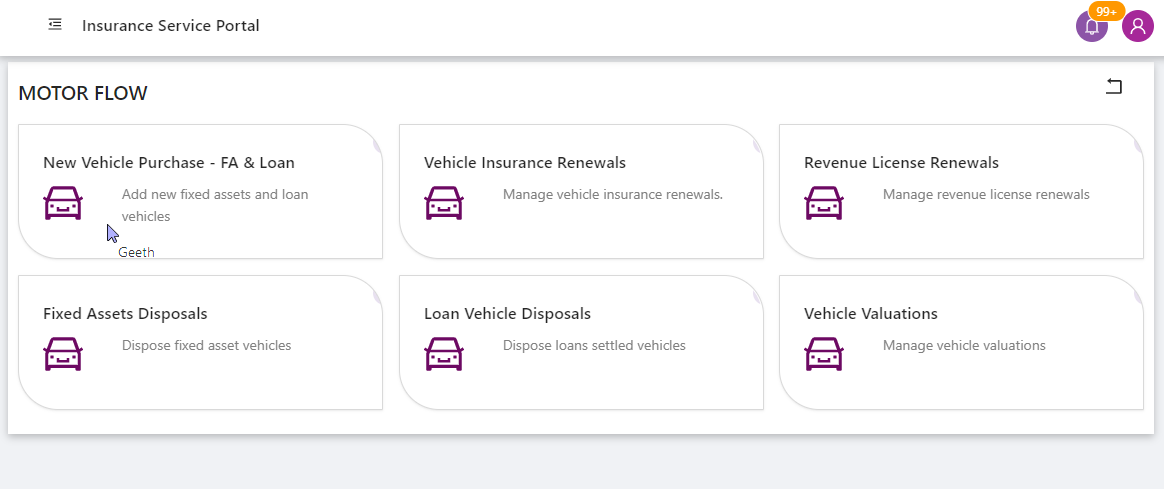 Insurance Service Portal
99+
MOTOR FLOW
New Vehicle Purchase - FA & Loan
Add new fixed assets and loan
vehicles
Geeth
Vehicle Insurance Renewals
Manage vehicle insurance renewals.
Revenue License Renewals
Manage revenue license renewals
Fixed Assets Disposals
Dispose fixed asset vehicles
Loan Vehicle Disposals
Dispose loans settled vehicles
Vehicle Valuations
Manage vehicle valuations